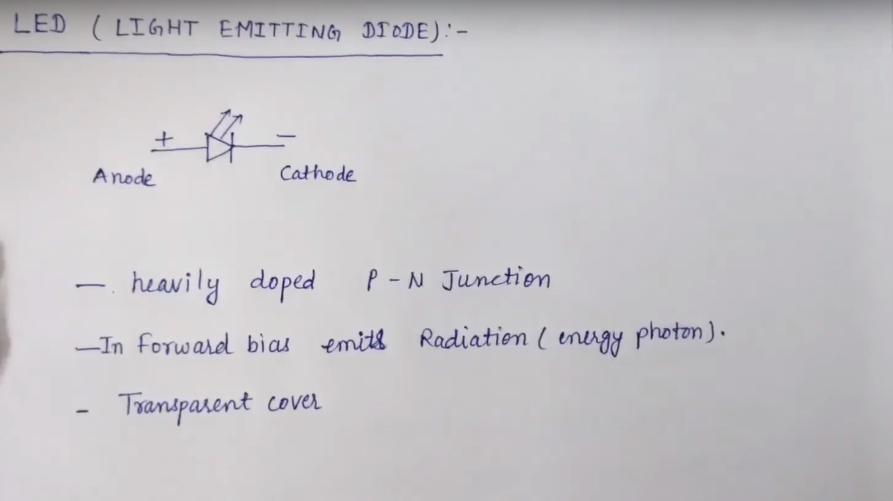 LED ( LIGHT EMITTING DIODE):-
+ -
Anode Cathode
- heavily doped P-N Junction
- In forward bias emits Radiation ( energy photon).
- Transparent cover